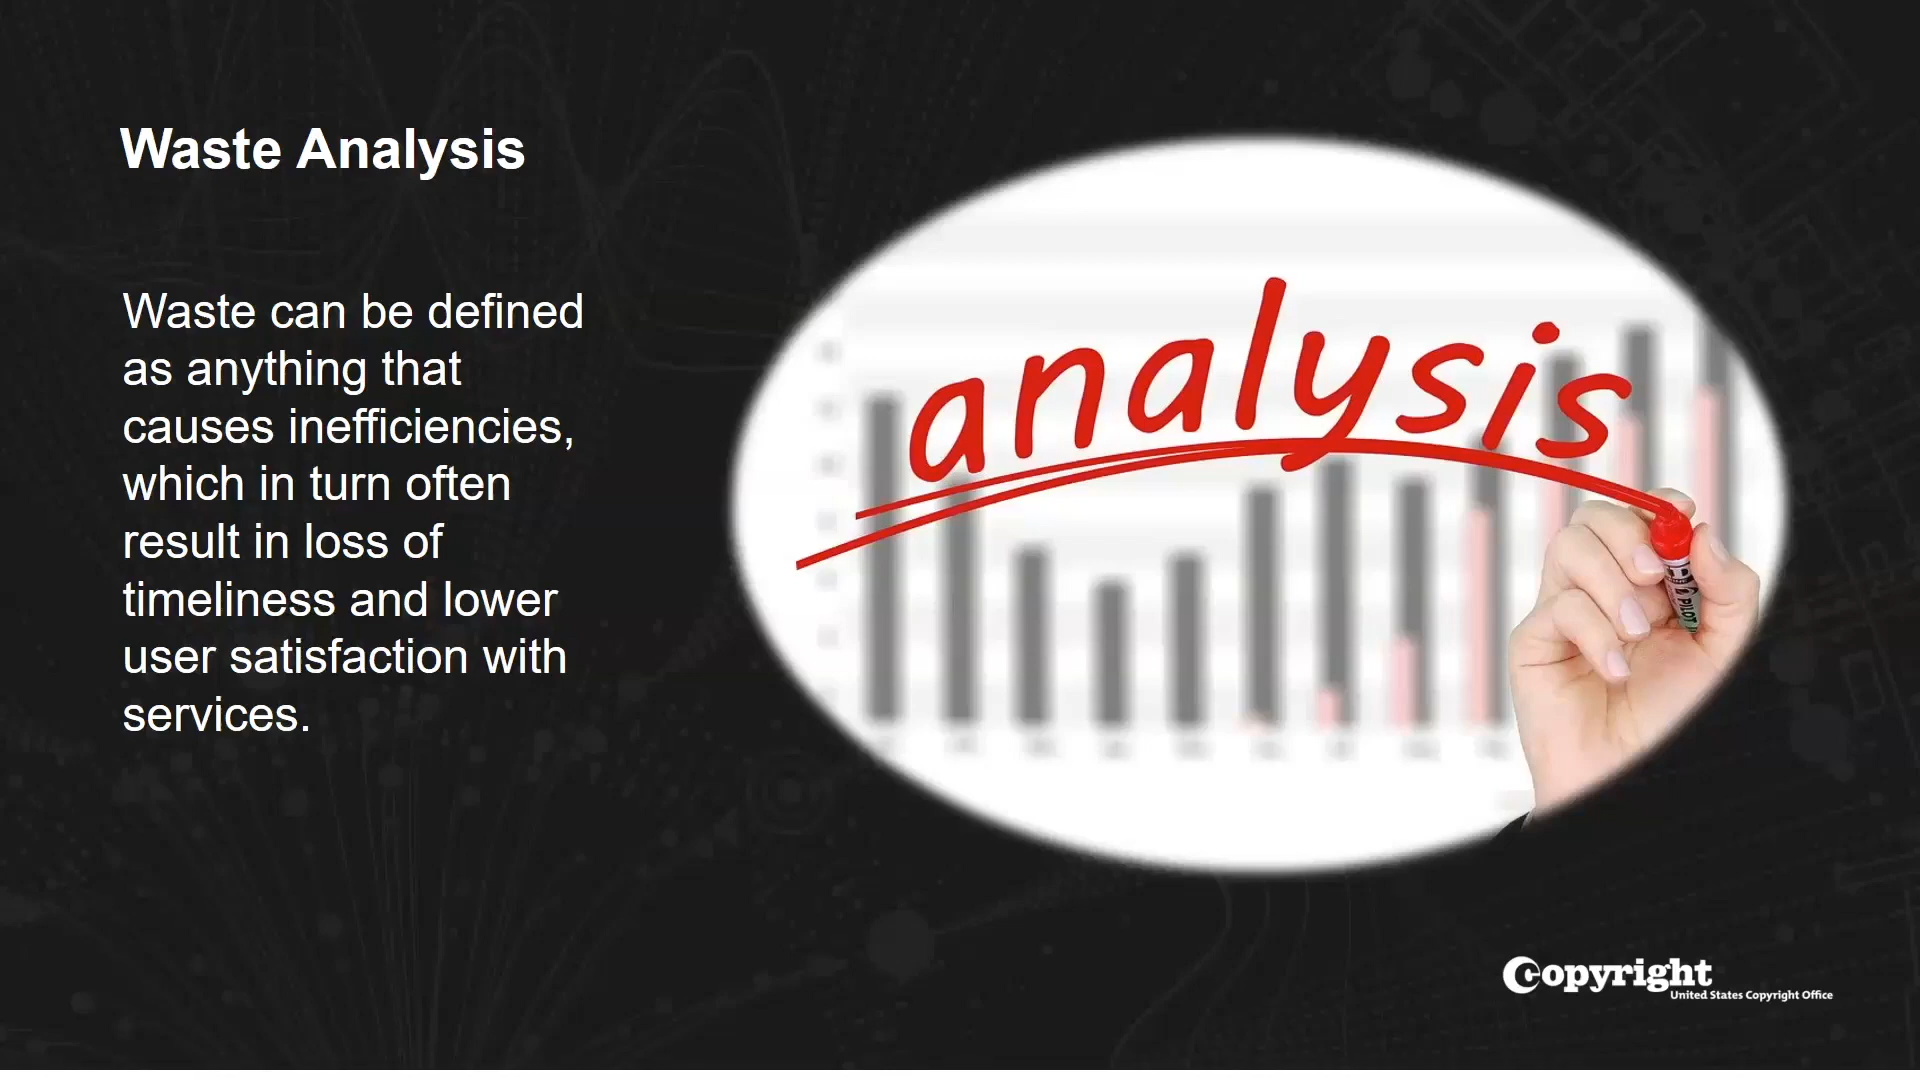 Waste Analysis
Waste can be defined
as anything that
causes inefficiencies,
which in turn often
result in loss of
timeliness and lower
user satisfaction with
services.
analysis
PILOT
Copyright
United States Copyright Office